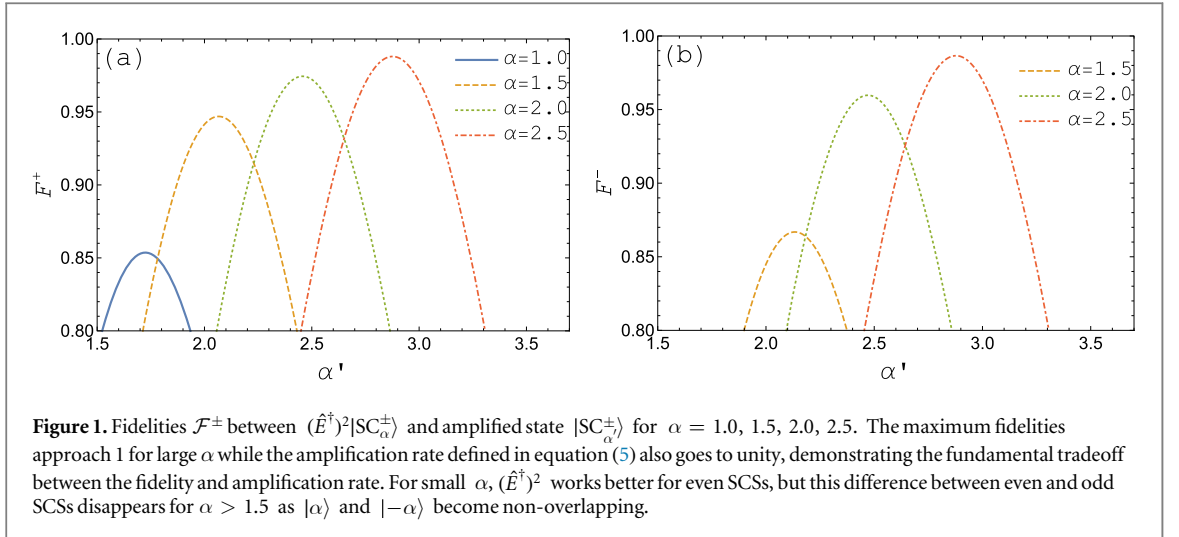 1.00
(a)
α=1.0
α=1.5
α=2.0
α=2.5
0.95
0.90
F⁺
0.85
0.80
1.5 2.0 2.5 3.0 3.5
α'
1.00
(b)
α=1.5
α=2.0
α=2.5
0.95
0.90
F⁻
0.85
0.80
1.5 2.0 2.5 3.0 3.5
α'
Figure 1. Fidelities ℱ± between (Ê†)²|SC±α⟩ and amplified state |SC±α′⟩ for α = 1.0, 1.5, 2.0, 2.5. The maximum fidelities
approach 1 for large α while the amplification rate defined in equation (5) also goes to unity, demonstrating the fundamental tradeoff
between the fidelity and amplification rate. For small α, (Ê†)² works better for even SCSs, but this difference between even and odd
SCSs disappears for α > 1.5 as |α⟩ and |−α⟩ become non-overlapping.